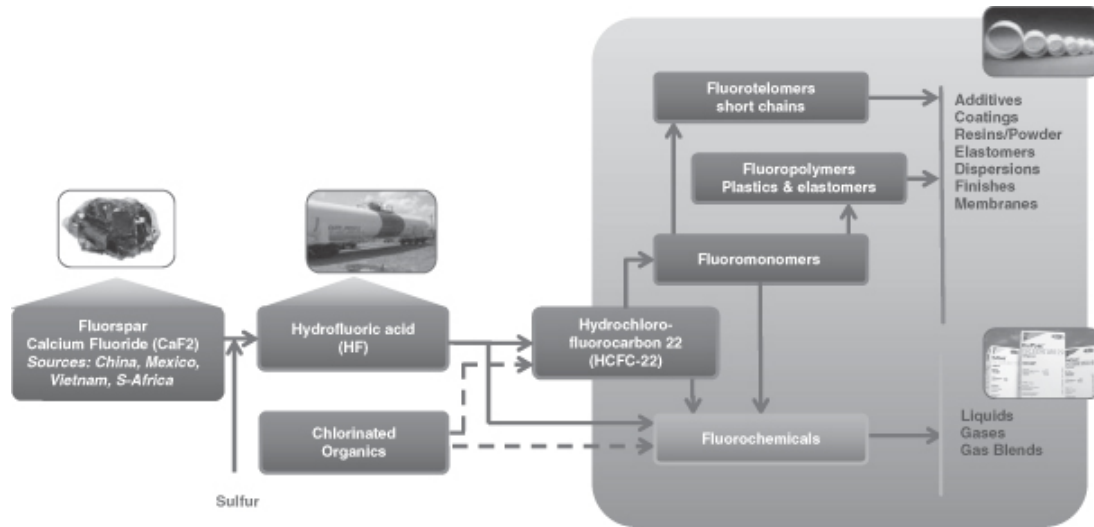 Fluorotelomers
short chains
Additives
Coatings
Resins/Powder
Elastomers
Dispersions
Finishes
Membranes
Fluoropolymers
Plastics & elastomers
Fluoromonomers
Fluorspar
Calcium Fluoride (CaF2)
Sources: China, Mexico,
Vietnam, S-Africa
Hydrofluoric acid
(HF)
Hydrochloro-
fluorocarbon 22
(HCFC-22)
Chlorinated
Organics
Fluorochemicals
Liquids
Gases
Gas Blends
Sulfur